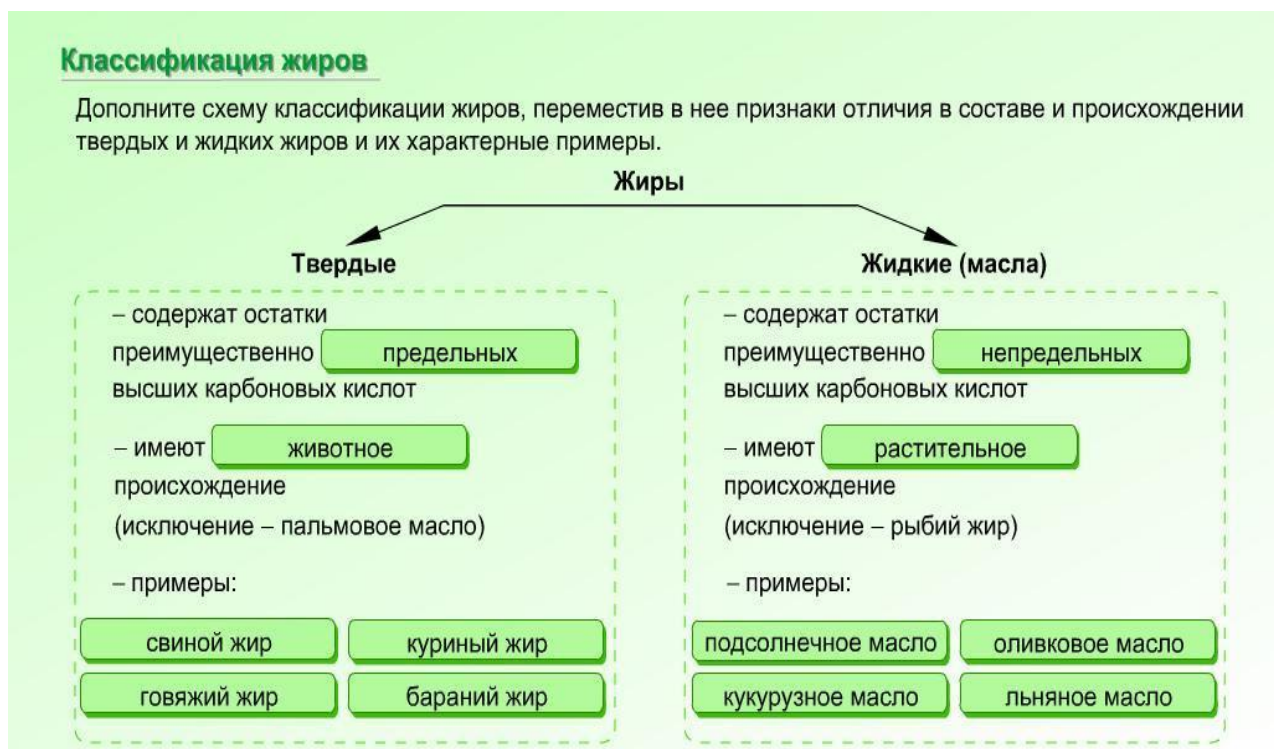 Классификация жиров
Дополните схему классификации жиров, переместив в нее признаки отличия в составе и происхождении
твердых и жидких жиров и их характерные примеры.
Жиры
Твердые
– содержат остатки
преимущественно предельных
высших карбоновых кислот
– имеют животное
происхождение
(исключение – пальмовое масло)
– примеры:
свиной жир куриный жир
говяжий жир бараний жир
Жидкие (масла)
– содержат остатки
преимущественно непредельных
высших карбоновых кислот
– имеют растительное
происхождение
(исключение – рыбий жир)
– примеры:
подсолнечное масло оливковое масло
кукурузное масло льняное масло